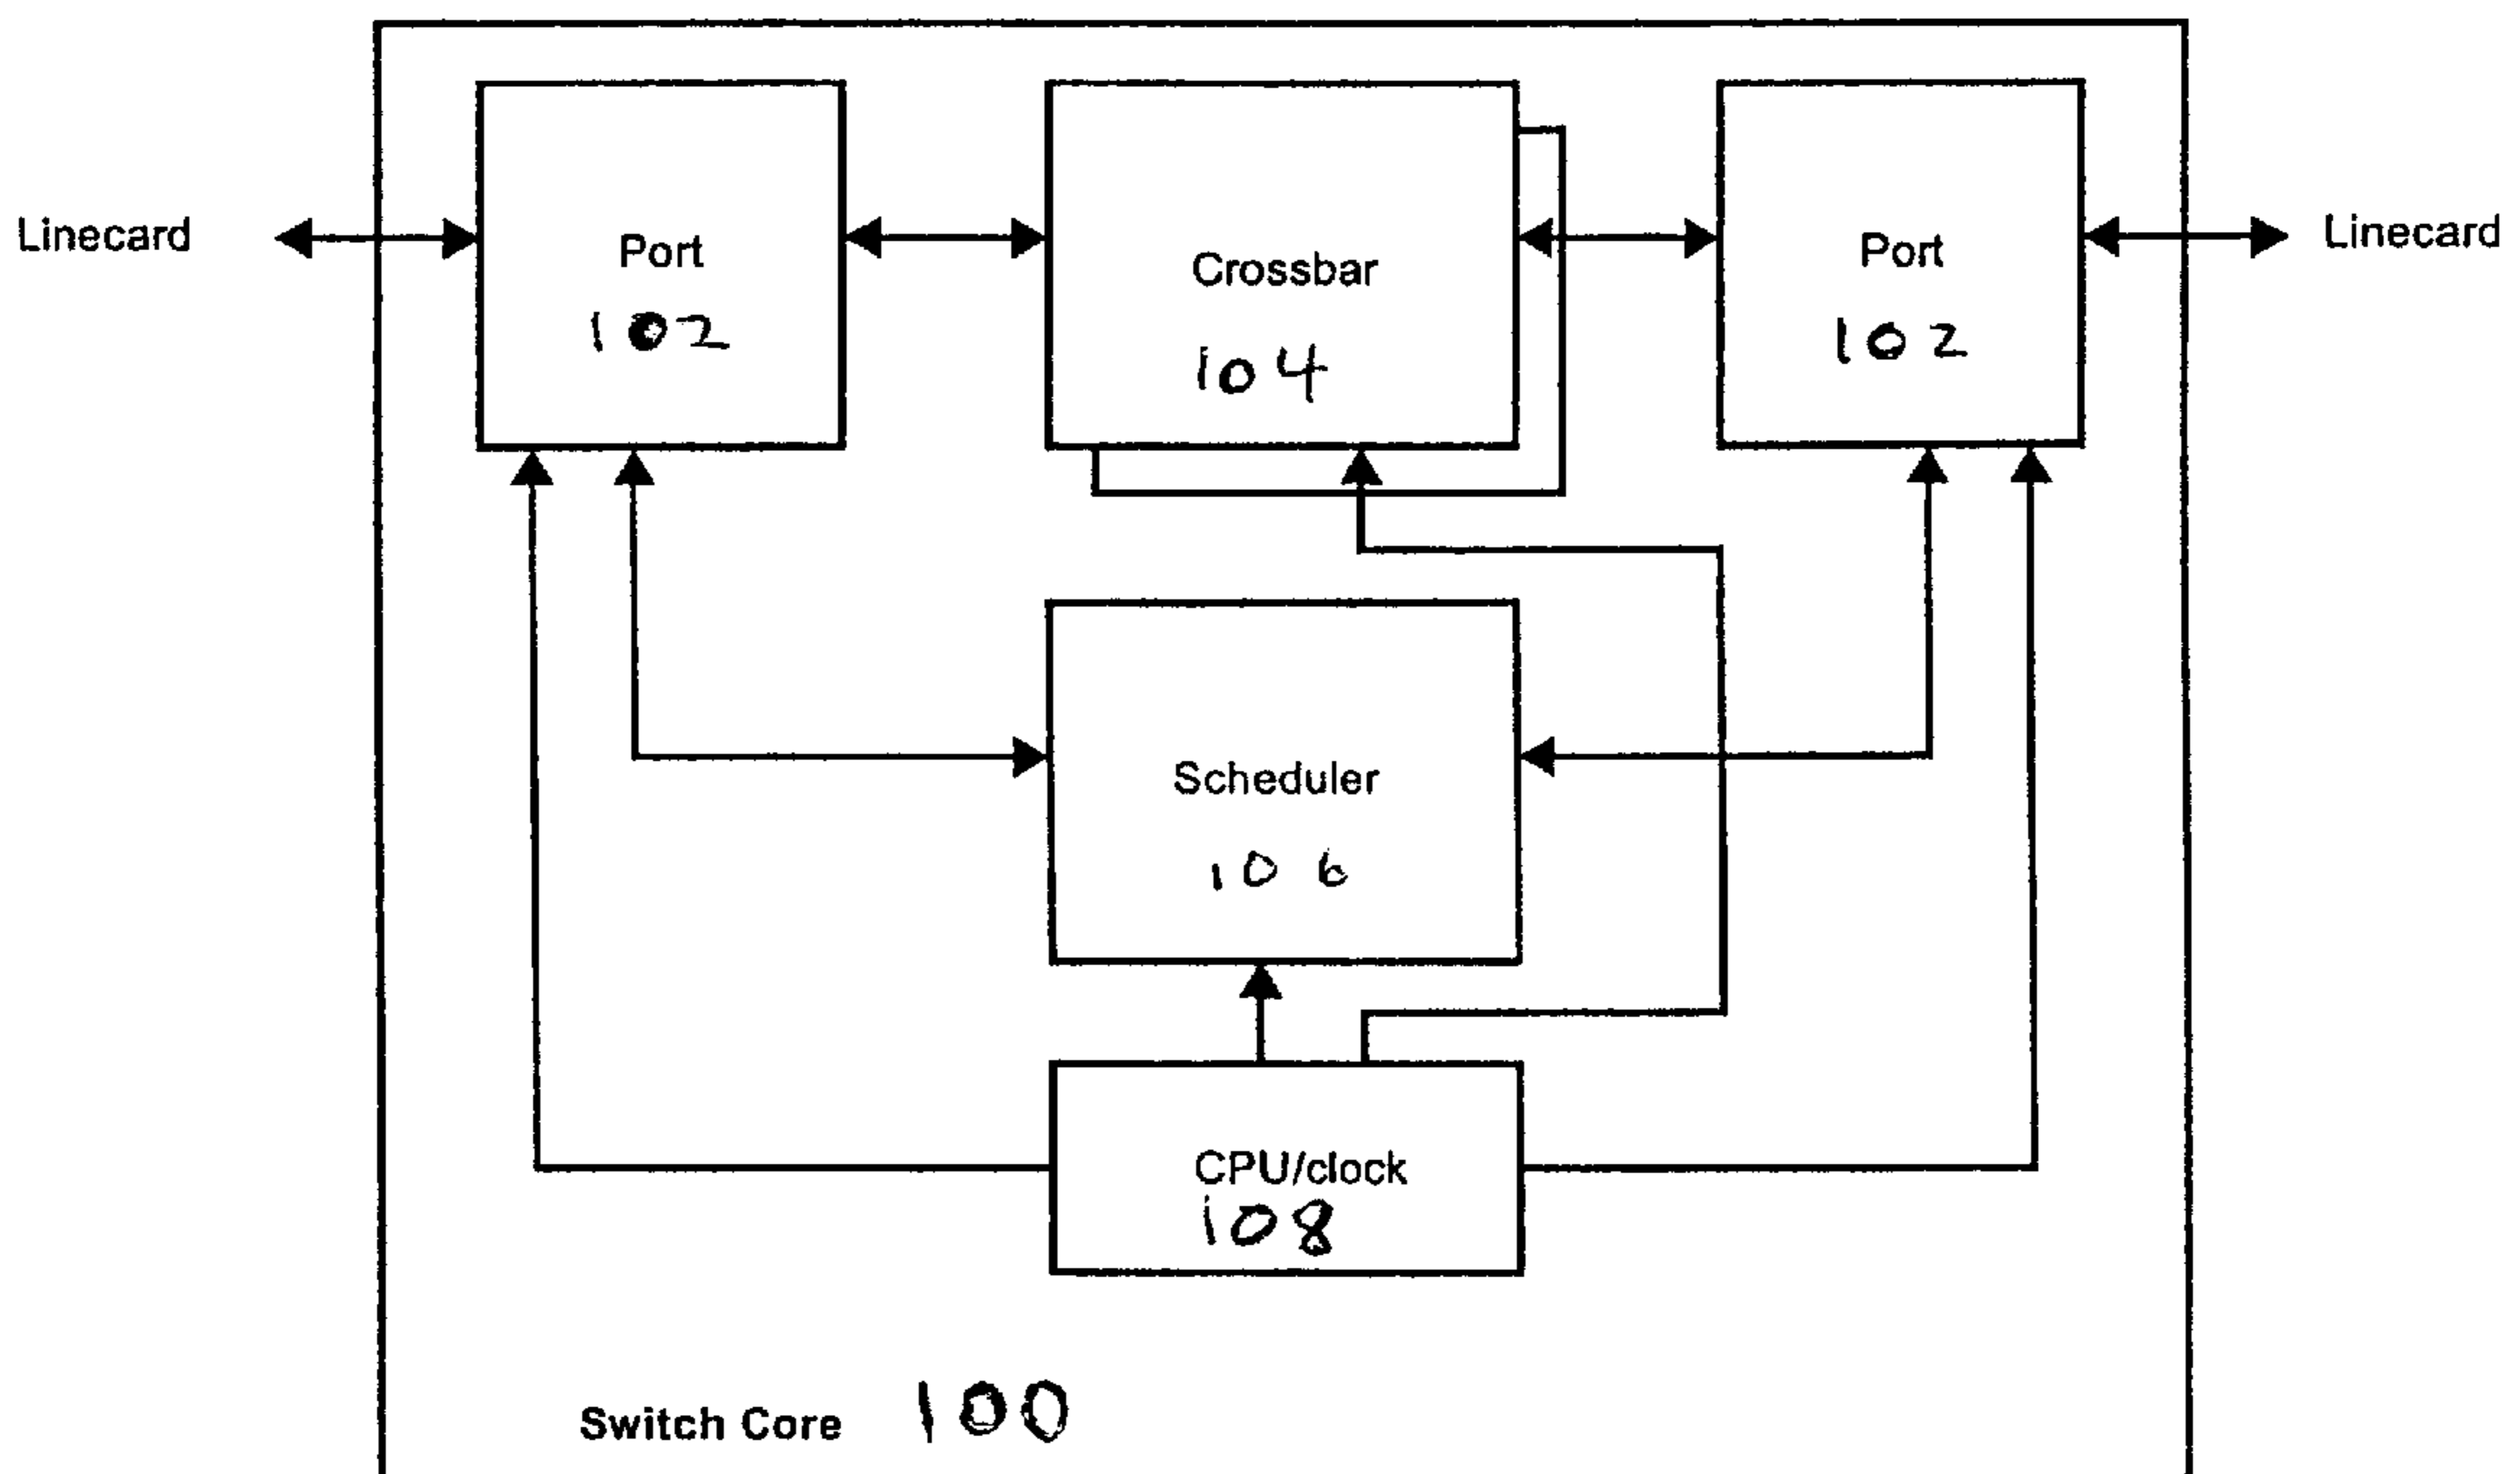 Linecard
Port
102
Crossbar
104
Port
102
Linecard
Scheduler
106
CPU/clock
108
Switch Core 100